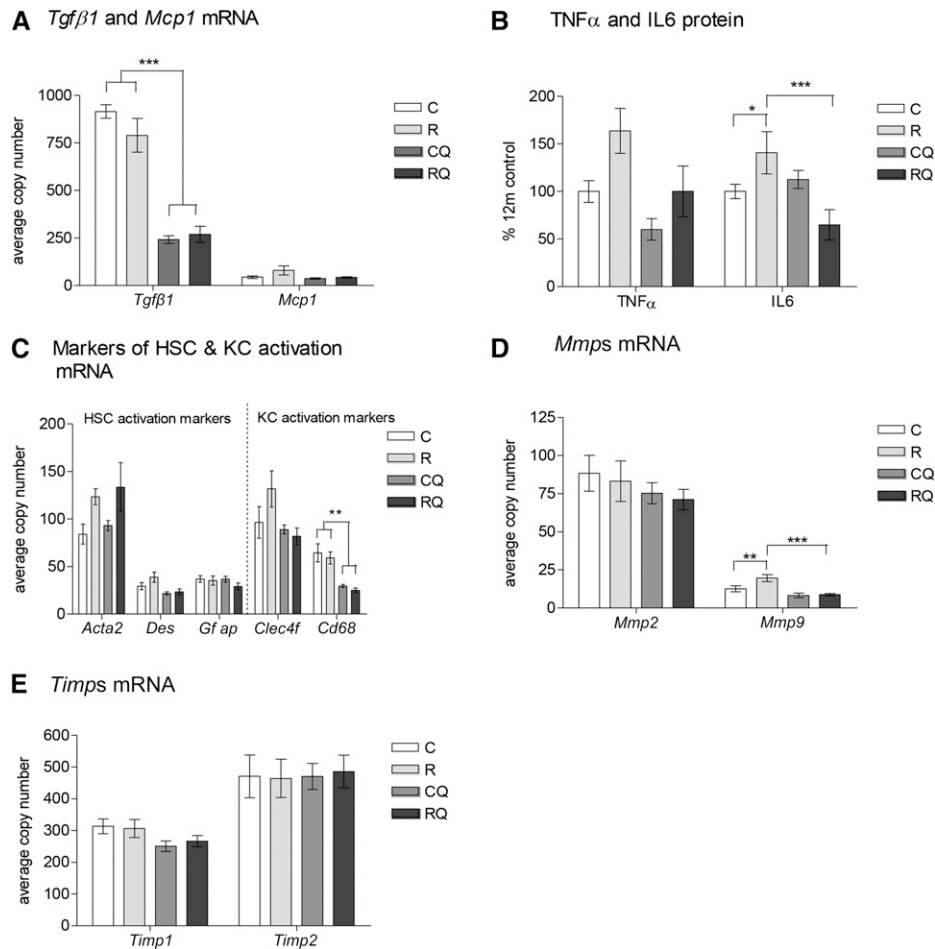 A Tgfβ1 and Mcp1 mRNA
***
1000
750
500
250
0
average copy number
Tgfβ1 Mcp1
C
R
CQ
RQ
B TNFα and IL6 protein
* ***
200
150
100
50
0
% 12m control
TNFα IL6
C
R
CQ
RQ
C Markers of HSC & KC activation
mRNA
HSC activation markers KC activation markers
**
200
150
100
50
0
average copy number
Acta2 Des Gf ap Clec4f Cd68
C
R
CQ
RQ
D Mmps mRNA
** ***
125
100
75
50
25
0
average copy number
Mmp2 Mmp9
C
R
CQ
RQ
E Timps mRNA
600
500
400
300
200
100
0
average copy number
Timp1 Timp2
C
R
CQ
RQ